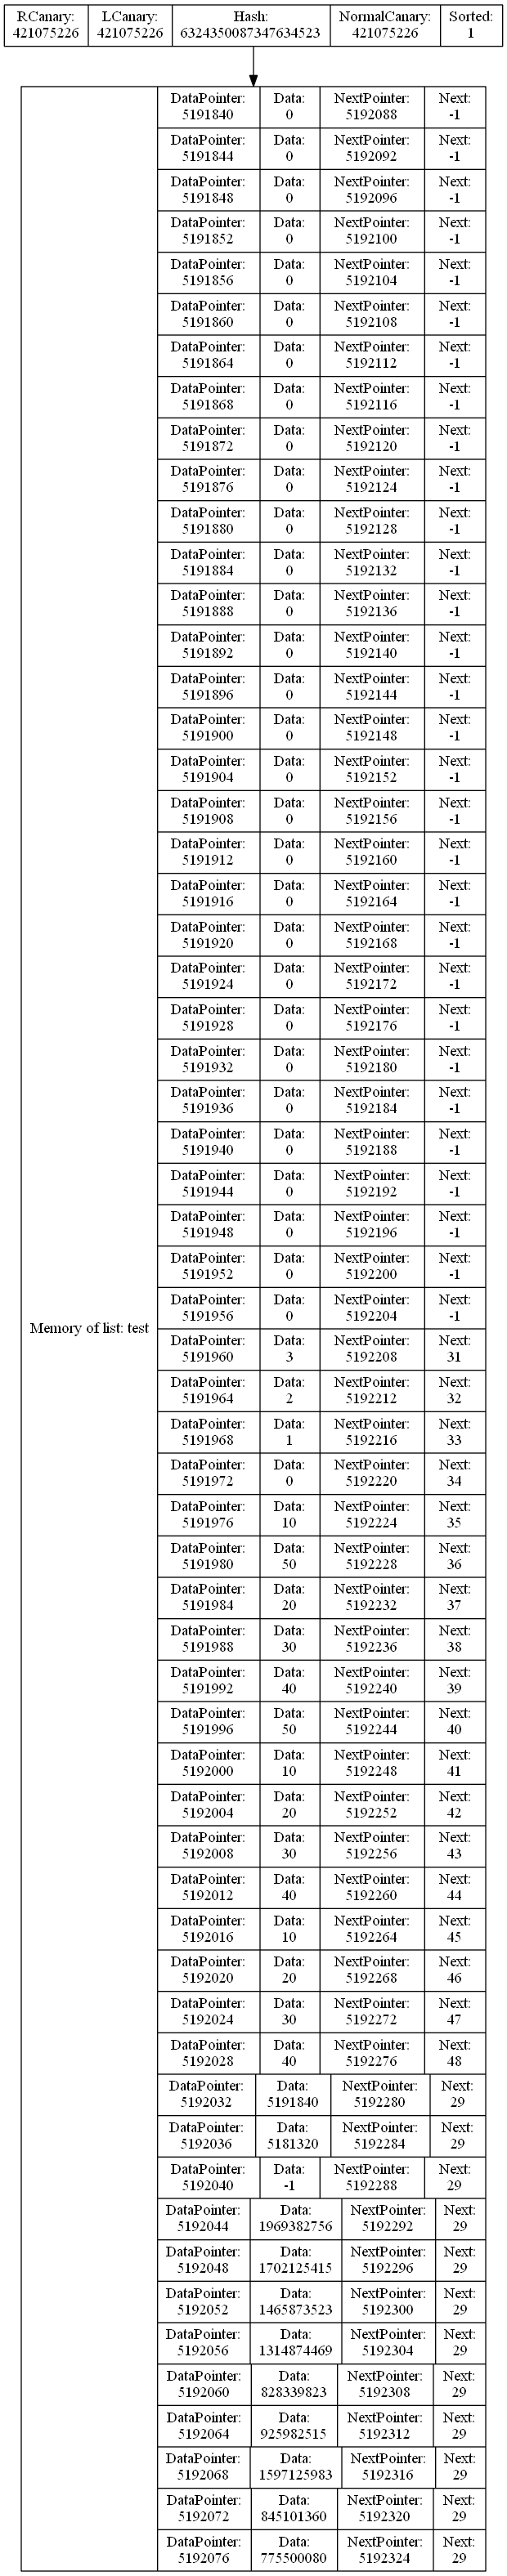 RCanary: LCanary: Hash: NormalCanary: Sorted:
421075226 421075226 6324350087347634523 421075226 1
Memory of list: test
DataPointer: Data: NextPointer: Next:
5191840 0 5192088 -1
DataPointer: Data: NextPointer: Next:
5191844 0 5192092 -1
DataPointer: Data: NextPointer: Next:
5191848 0 5192096 -1
DataPointer: Data: NextPointer: Next:
5191852 0 5192100 -1
DataPointer: Data: NextPointer: Next:
5191856 0 5192104 -1
DataPointer: Data: NextPointer: Next:
5191860 0 5192108 -1
DataPointer: Data: NextPointer: Next:
5191864 0 5192112 -1
DataPointer: Data: NextPointer: Next:
5191868 0 5192116 -1
DataPointer: Data: NextPointer: Next:
5191872 0 5192120 -1
DataPointer: Data: NextPointer: Next:
5191876 0 5192124 -1
DataPointer: Data: NextPointer: Next:
5191880 0 5192128 -1
DataPointer: Data: NextPointer: Next:
5191884 0 5192132 -1
DataPointer: Data: NextPointer: Next:
5191888 0 5192136 -1
DataPointer: Data: NextPointer: Next:
5191892 0 5192140 -1
DataPointer: Data: NextPointer: Next:
5191896 0 5192144 -1
DataPointer: Data: NextPointer: Next:
5191900 0 5192148 -1
DataPointer: Data: NextPointer: Next:
5191904 0 5192152 -1
DataPointer: Data: NextPointer: Next:
5191908 0 5192156 -1
DataPointer: Data: NextPointer: Next:
5191912 0 5192160 -1
DataPointer: Data: NextPointer: Next:
5191916 0 5192164 -1
DataPointer: Data: NextPointer: Next:
5191920 0 5192168 -1
DataPointer: Data: NextPointer: Next:
5191924 0 5192172 -1
DataPointer: Data: NextPointer: Next:
5191928 0 5192176 -1
DataPointer: Data: NextPointer: Next:
5191932 0 5192180 -1
DataPointer: Data: NextPointer: Next:
5191936 0 5192184 -1
DataPointer: Data: NextPointer: Next:
5191940 0 5192188 -1
DataPointer: Data: NextPointer: Next:
5191944 0 5192192 -1
DataPointer: Data: NextPointer: Next:
5191948 0 5192196 -1
DataPointer: Data: NextPointer: Next:
5191952 0 5192200 -1
DataPointer: Data: NextPointer: Next:
5191956 0 5192204 -1
DataPointer: Data: NextPointer: Next:
5191960 3 5192208 31
DataPointer: Data: NextPointer: Next:
5191964 2 5192212 32
DataPointer: Data: NextPointer: Next:
5191968 1 5192216 33
DataPointer: Data: NextPointer: Next:
5191972 0 5192220 34
DataPointer: Data: NextPointer: Next:
5191976 10 5192224 35
DataPointer: Data: NextPointer: Next:
5191980 50 5192228 36
DataPointer: Data: NextPointer: Next:
5191984 20 5192232 37
DataPointer: Data: NextPointer: Next:
5191988 30 5192236 38
DataPointer: Data: NextPointer: Next:
5191992 40 5192240 39
DataPointer: Data: NextPointer: Next:
5191996 50 5192244 40
DataPointer: Data: NextPointer: Next:
5192000 10 5192248 41
DataPointer: Data: NextPointer: Next:
5192004 20 5192252 42
DataPointer: Data: NextPointer: Next:
5192008 30 5192256 43
DataPointer: Data: NextPointer: Next:
5192012 40 5192260 44
DataPointer: Data: NextPointer: Next:
5192016 10 5192264 45
DataPointer: Data: NextPointer: Next:
5192020 20 5192268 46
DataPointer: Data: NextPointer: Next:
5192024 30 5192272 47
DataPointer: Data: NextPointer: Next:
5192028 40 5192276 48
DataPointer: Data: NextPointer: Next:
5192032 5191840 5192280 29
DataPointer: Data: NextPointer: Next:
5192036 5181320 5192284 29
DataPointer: Data: NextPointer: Next:
5192040 -1 5192288 29
DataPointer: Data: NextPointer: Next:
5192044 1969382756 5192292 29
DataPointer: Data: NextPointer: Next:
5192048 1702125415 5192296 29
DataPointer: Data: NextPointer: Next:
5192052 1465873523 5192300 29
DataPointer: Data: NextPointer: Next:
5192056 1314874469 5192304 29
DataPointer: Data: NextPointer: Next:
5192060 828339823 5192308 29
DataPointer: Data: NextPointer: Next:
5192064 925982515 5192312 29
DataPointer: Data: NextPointer: Next:
5192068 1597125983 5192316 29
DataPointer: Data: NextPointer: Next:
5192072 845101360 5192320 29
DataPointer: Data: NextPointer: Next:
5192076 775500080 5192324 29